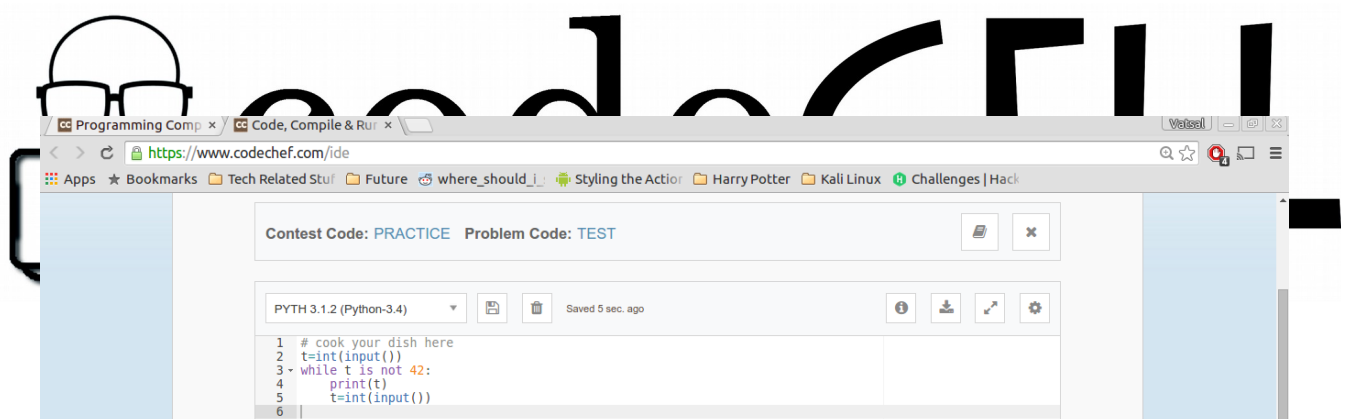 codeCHEF
Programming Comp
Code, Compile & Rur
Vatsal
https://www.codechef.com/ide
4
Apps Bookmarks Tech Related Stuf Future where_should_i_ Styling the Action Harry Potter Kali Linux Challenges | Hack
Contest Code: PRACTICE Problem Code: TEST
PYTH 3.1.2 (Python-3.4) Saved 5 sec. ago
1 # cook your dish here
2 t=int(input())
3 while t is not 42:
4 print(t)
5 t=int(input())
6